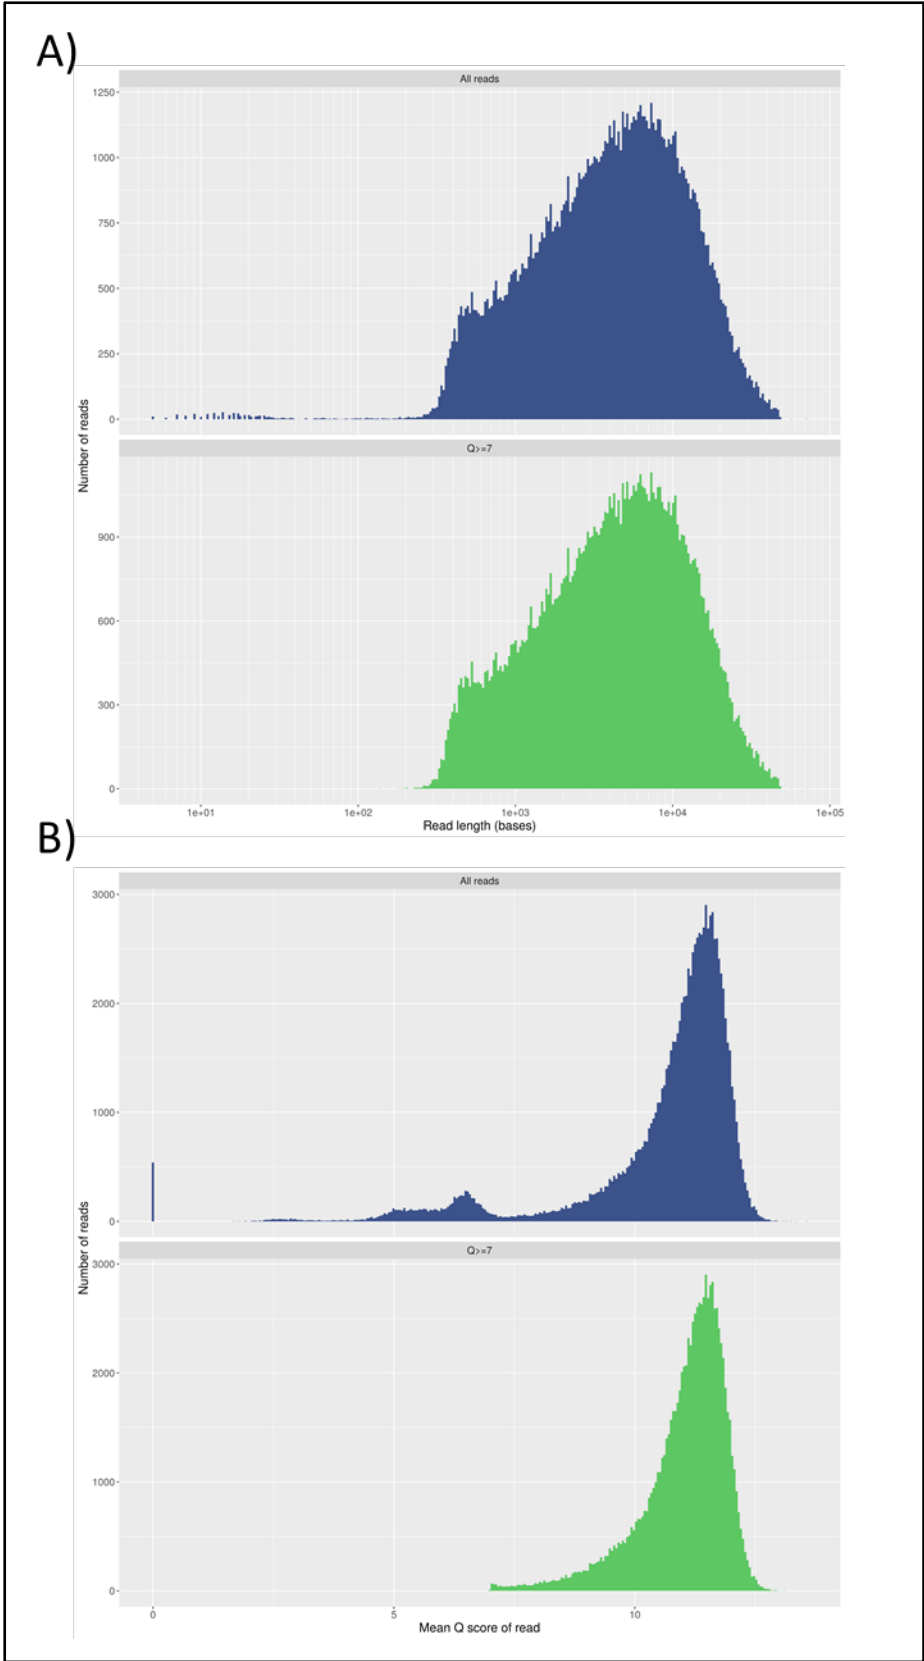 A)
All reads
1250
1000
750
500
250
0
Number of reads
Q>=7
900
600
300
0
1e+01 1e+02 1e+03 1e+04 1e+05
Read length (bases)
B)
All reads
3000
2000
1000
0
Number of reads
Q>=7
3000
2000
1000
0
0 5 10
Mean Q score of read